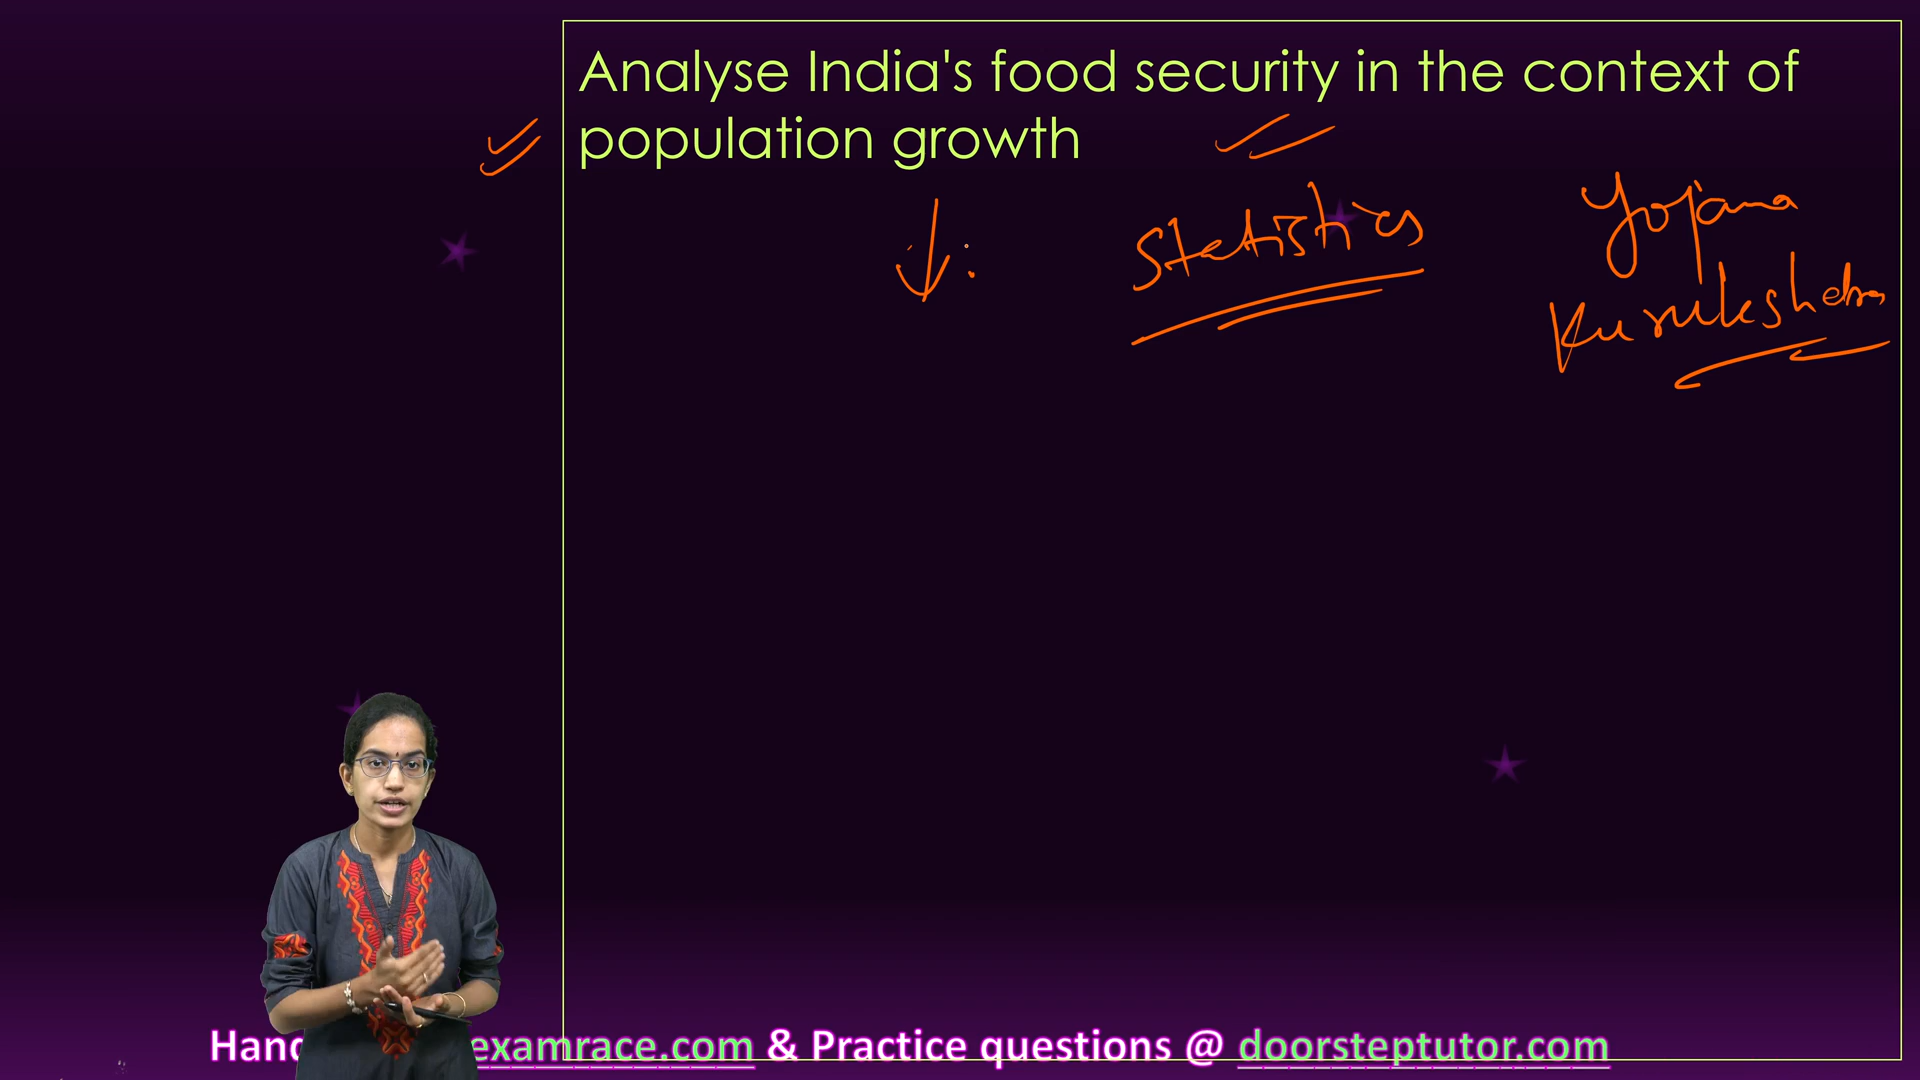 Analyse India's food security in the context of
population growth
Statistics
Yojana
Kurukshetra
Hand examrace.com & Practice questions @ doorsteptutor.com